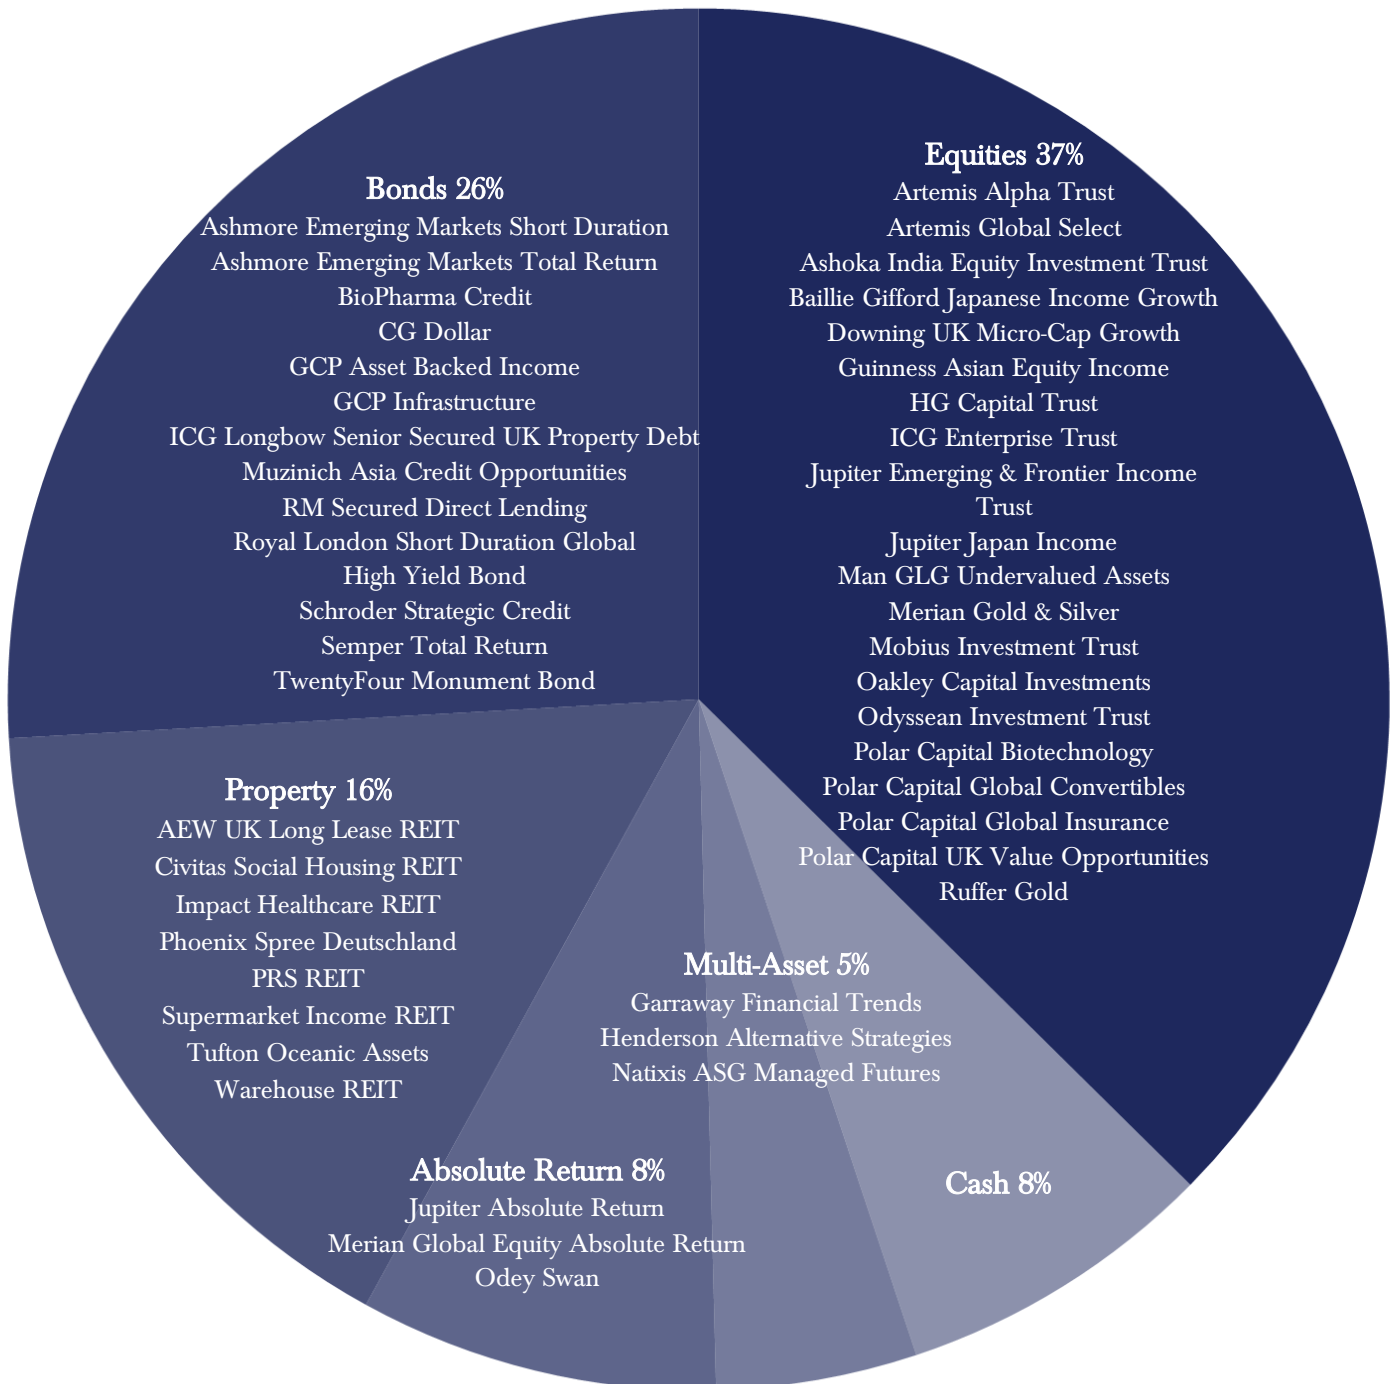 Equities 37%
Artemis Alpha Trust
Artemis Global Select
Ashoka India Equity Investment Trust
Baillie Gifford Japanese Income Growth
Downing UK Micro-Cap Growth
Guinness Asian Equity Income
HG Capital Trust
ICG Enterprise Trust
Jupiter Emerging & Frontier Income
Trust
Jupiter Japan Income
Man GLG Undervalued Assets
Merian Gold & Silver
Mobius Investment Trust
Oakley Capital Investments
Odyssean Investment Trust
Polar Capital Biotechnology
Polar Capital Global Convertibles
Polar Capital Global Insurance
Polar Capital UK Value Opportunities
Ruffer Gold
Bonds 26%
Ashmore Emerging Markets Short Duration
Ashmore Emerging Markets Total Return
BioPharma Credit
CG Dollar
GCP Asset Backed Income
GCP Infrastructure
ICG Longbow Senior Secured UK Property Debt
Muzinich Asia Credit Opportunities
RM Secured Direct Lending
Royal London Short Duration Global
High Yield Bond
Schroder Strategic Credit
Semper Total Return
TwentyFour Monument Bond
Property 16%
AEW UK Long Lease REIT
Civitas Social Housing REIT
Impact Healthcare REIT
Phoenix Spree Deutschland
PRS REIT
Supermarket Income REIT
Tufton Oceanic Assets
Warehouse REIT
Multi-Asset 5%
Garraway Financial Trends
Henderson Alternative Strategies
Natixis ASG Managed Futures
Absolute Return 8%
Jupiter Absolute Return
Merian Global Equity Absolute Return
Odey Swan
Cash 8%